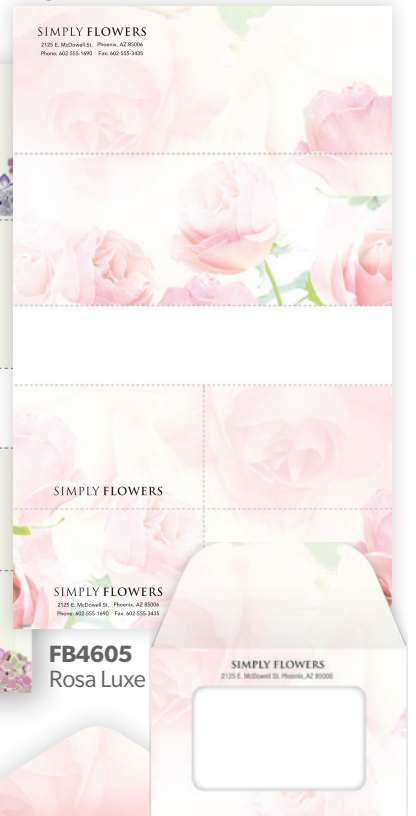 SIMPLY FLOWERS
2125 E. McDowell St. Phoenix, AZ 85006
Phone: 602-555-1690 Fax: 602-555-3435
SIMPLY FLOWERS
SIMPLY FLOWERS
2125 E. McDowell St. Phoenix, AZ 85006
Phone: 602-555-1690 Fax: 602-555-3435
FB4605
Rosa Luxe
SIMPLY FLOWERS
2125 E. McDowell St. Phoenix, AZ 85006